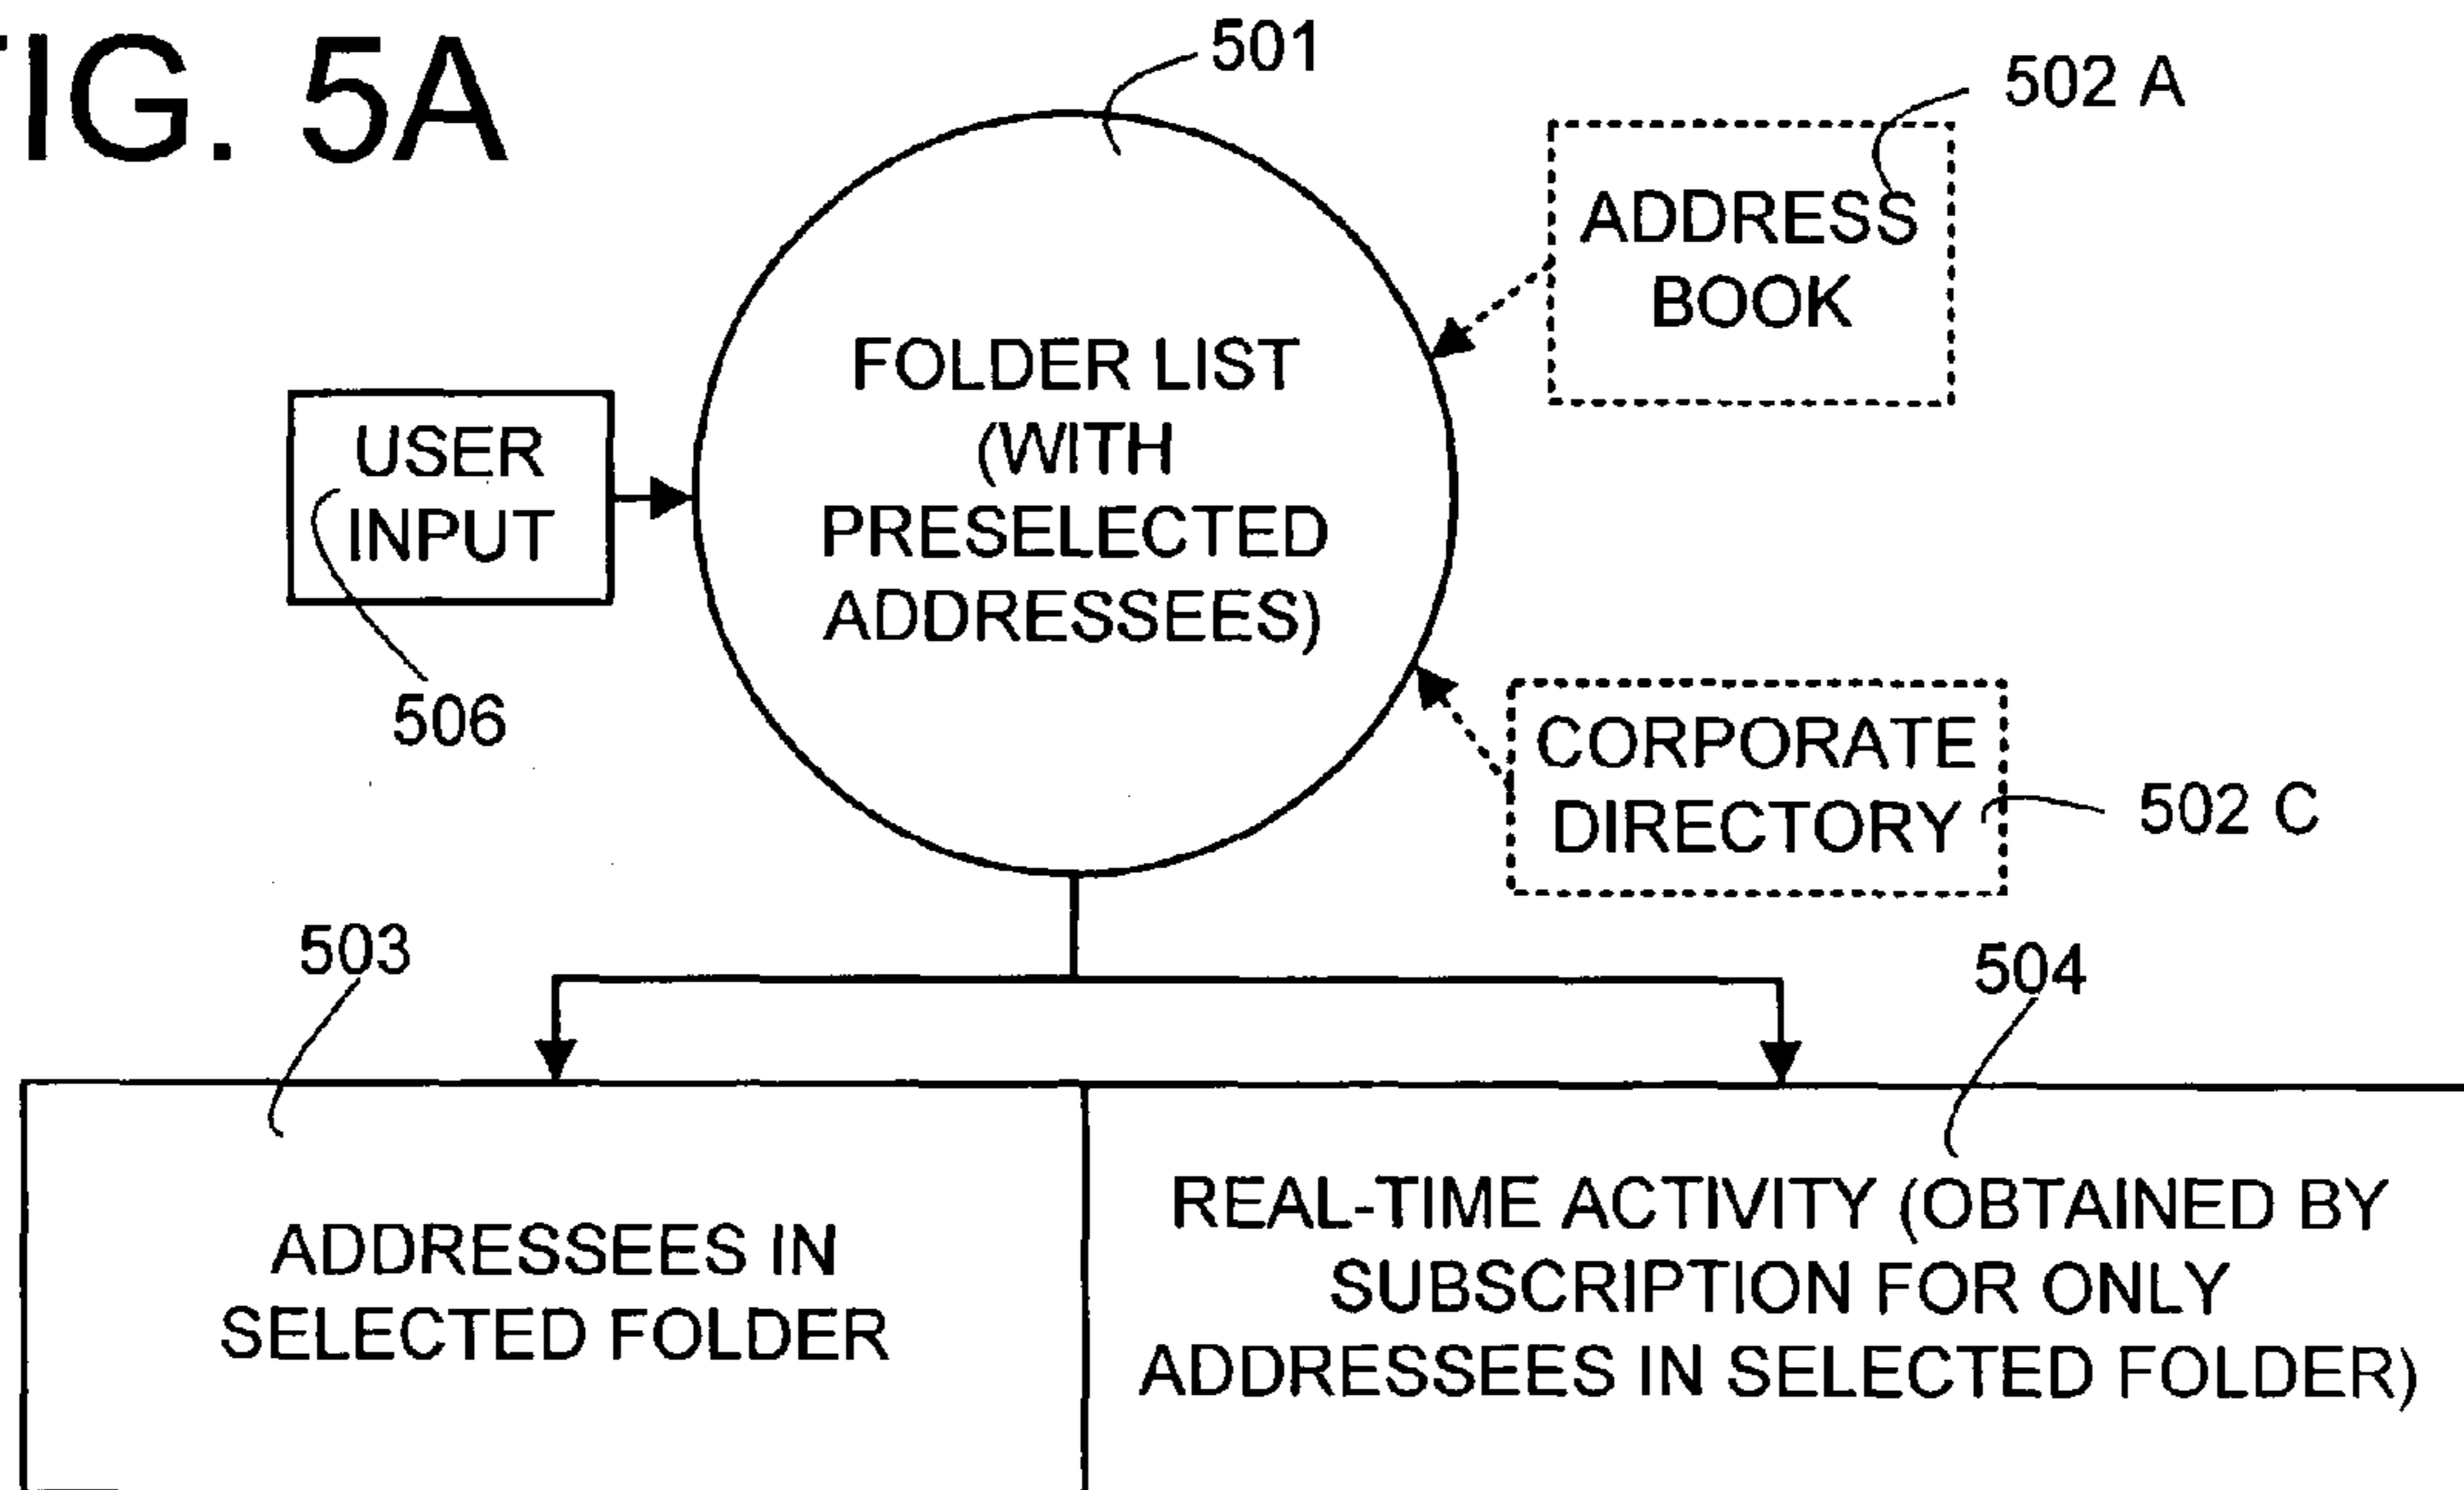 FIG. 5A
501
502 A
ADDRESS
BOOK
FOLDER LIST
(WITH
PRESELECTED
ADDRESSEES)
USER
INPUT
506
CORPORATE
DIRECTORY
502 C
503
504
ADDRESSEES IN
SELECTED FOLDER
REAL-TIME ACTIVITY (OBTAINED BY
SUBSCRIPTION FOR ONLY
ADDRESSEES IN SELECTED FOLDER)